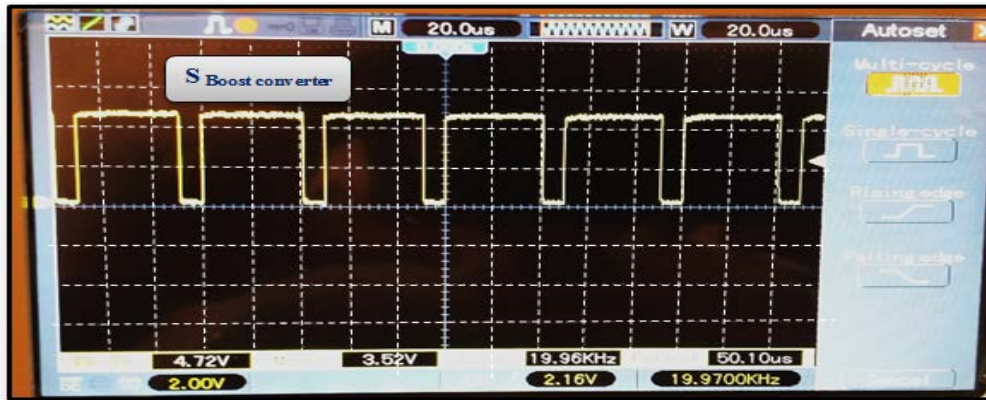 M 20.0us W 20.0us Autoset
S Boost converter
Multi-cycle
Single-cycle
Rising edge
Falling edge
4.72V 3.52V 19.96KHz 50.10us
2.00V 2.16V 19.9700KHz